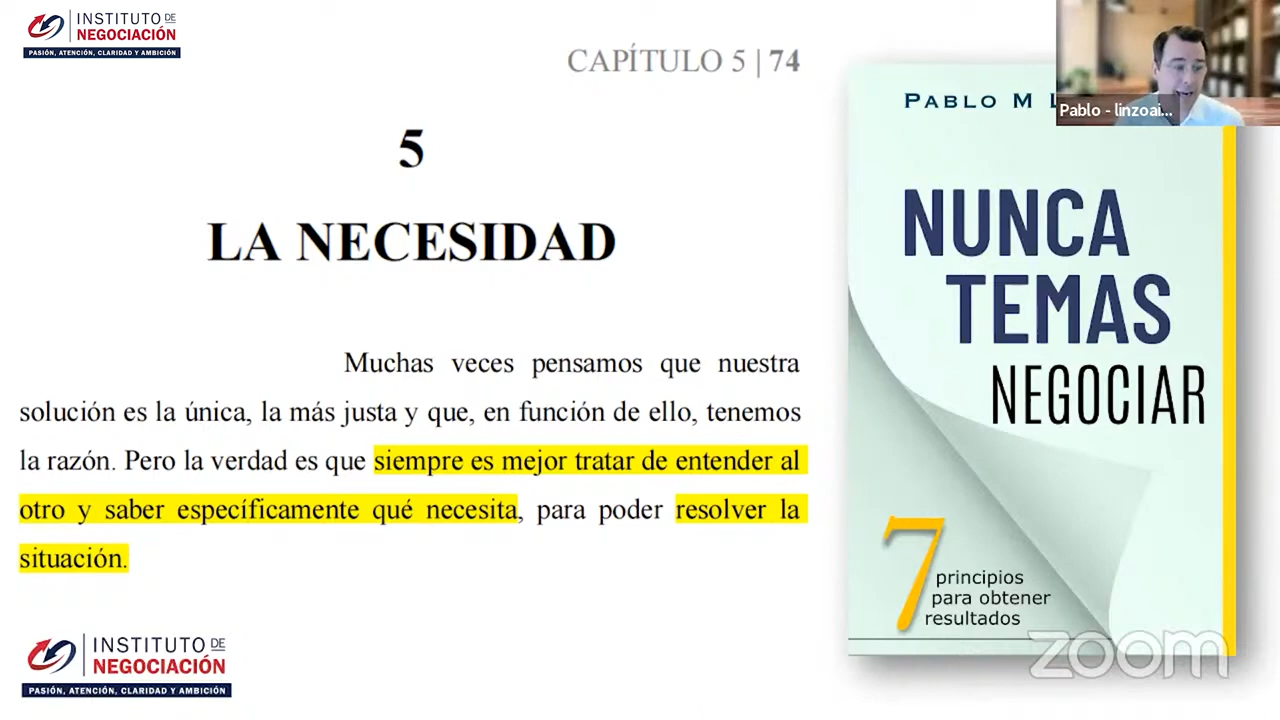 INSTITUTO DE
NEGOCIACIÓN
PASIÓN, ATENCIÓN, CLARIDAD Y AMBICIÓN
CAPÍTULO 5 | 74
5
LA NECESIDAD
Muchas veces pensamos que nuestra
solución es la única, la más justa y que, en función de ello, tenemos
la razón. Pero la verdad es que siempre es mejor tratar de entender al
otro y saber específicamente qué necesita, para poder resolver la
situación.
INSTITUTO DE
NEGOCIACIÓN
PASIÓN, ATENCIÓN, CLARIDAD Y AMBICIÓN
Pablo - linzoai...
PABLO M
NUNCA
TEMAS
NEGOCIAR
7
principios
para obtener
resultados
zoom